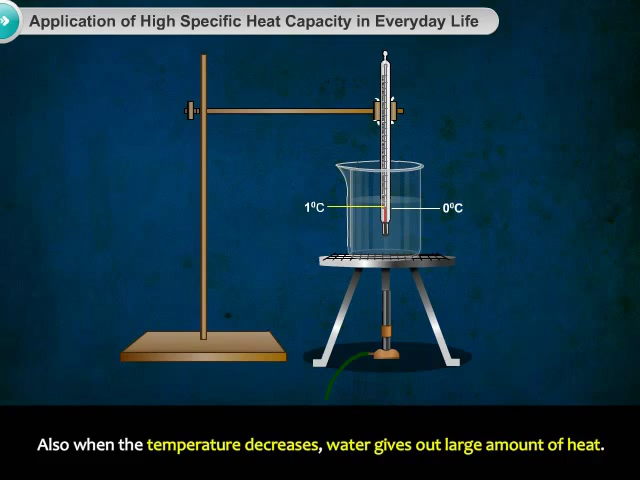 Application of High Specific Heat Capacity in Everyday Life
1⁰C
0⁰C
Also when the temperature decreases, water gives out large amount of heat.